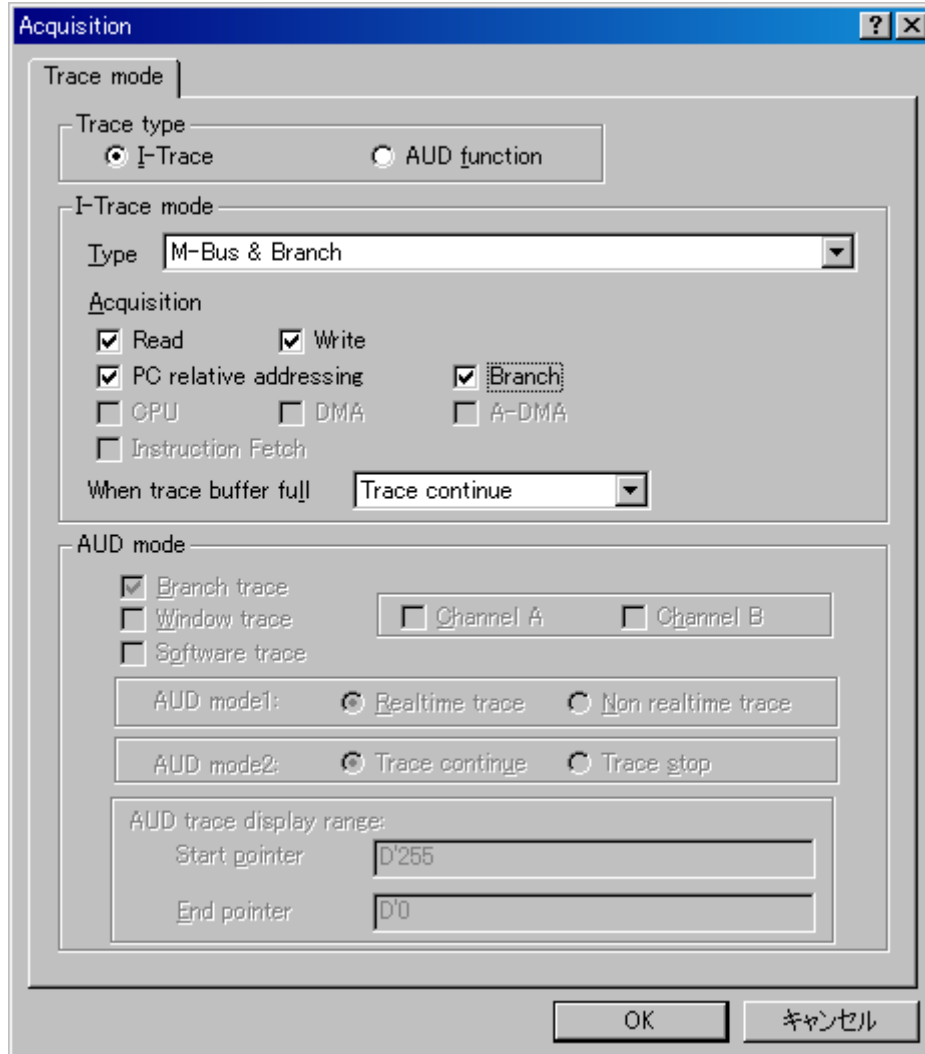 Acquisition
Trace mode
Trace type
I-Trace AUD function
I-Trace mode
Type M-Bus & Branch
Acquisition
Read Write
PC relative addressing Branch
CPU DMA A-DMA
Instruction Fetch
When trace buffer full Trace continue
AUD mode
Branch trace
Window trace Channel A Channel B
Software trace
AUD mode1: Realtime trace Non realtime trace
AUD mode2: Trace continue Trace stop
AUD trace display range:
Start pointer D'255
End pointer D'0
OK キャンセル